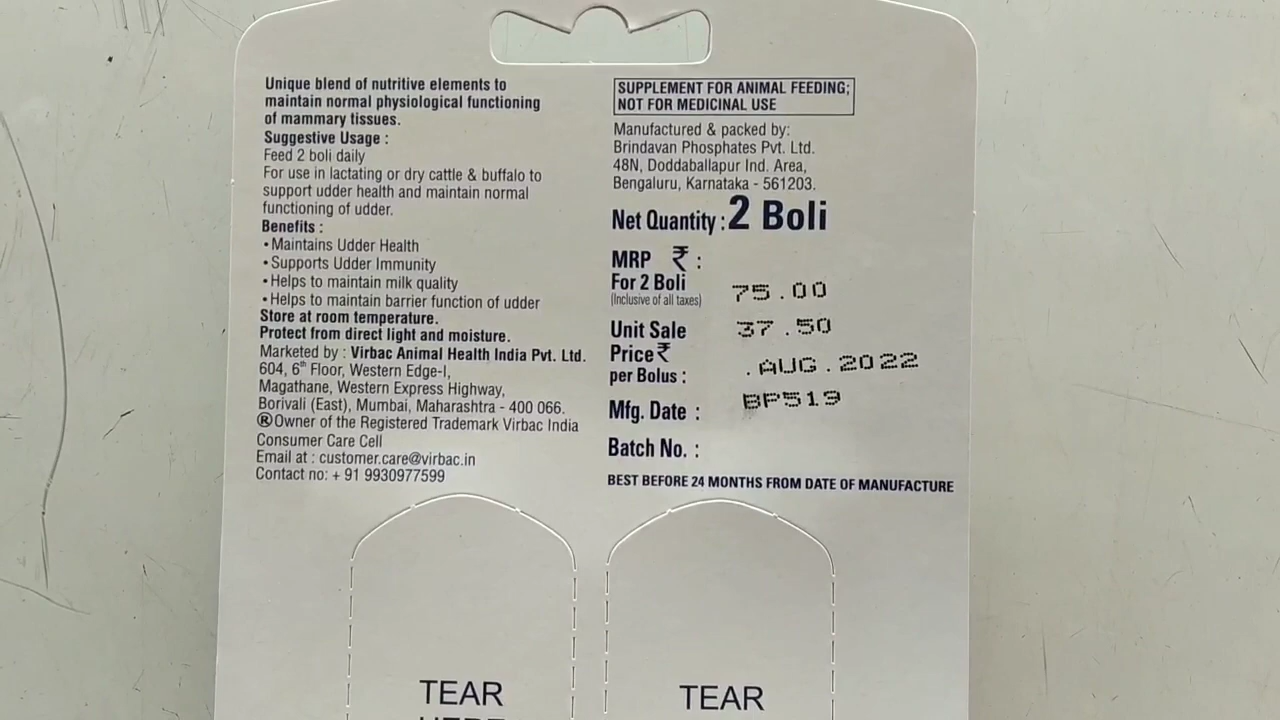 Unique blend of nutritive elements to
maintain normal physiological functioning
of mammary tissues.
Suggestive Usage :
Feed 2 boli daily
For use in lactating or dry cattle & buffalo to
support udder health and maintain normal
functioning of udder.
Benefits :
• Maintains Udder Health
• Supports Udder Immunity
• Helps to maintain milk quality
• Helps to maintain barrier function of udder
Store at room temperature.
Protect from direct light and moisture.
Marketed by : Virbac Animal Health India Pvt. Ltd.
604, 6th Floor, Western Edge-I,
Magathane, Western Express Highway,
Borivali (East), Mumbai, Maharashtra - 400 066.
®Owner of the Registered Trademark Virbac India
Consumer Care Cell
Email at : customer.care@virbac.in
Contact no: + 91 9930977599
SUPPLEMENT FOR ANIMAL FEEDING;
NOT FOR MEDICINAL USE
Manufactured & packed by:
Brindavan Phosphates Pvt. Ltd.
48N, Doddaballapur Ind. Area,
Bengaluru, Karnataka - 561203.
Net Quantity : 2 Boli
MRP ₹ :
For 2 Boli
(Inclusive of all taxes)
75.00
Unit Sale
37.50
Price ₹
per Bolus :
.AUG.2022
Mfg. Date :
BP519
Batch No. :
BEST BEFORE 24 MONTHS FROM DATE OF MANUFACTURE
TEAR
HERE
TEAR